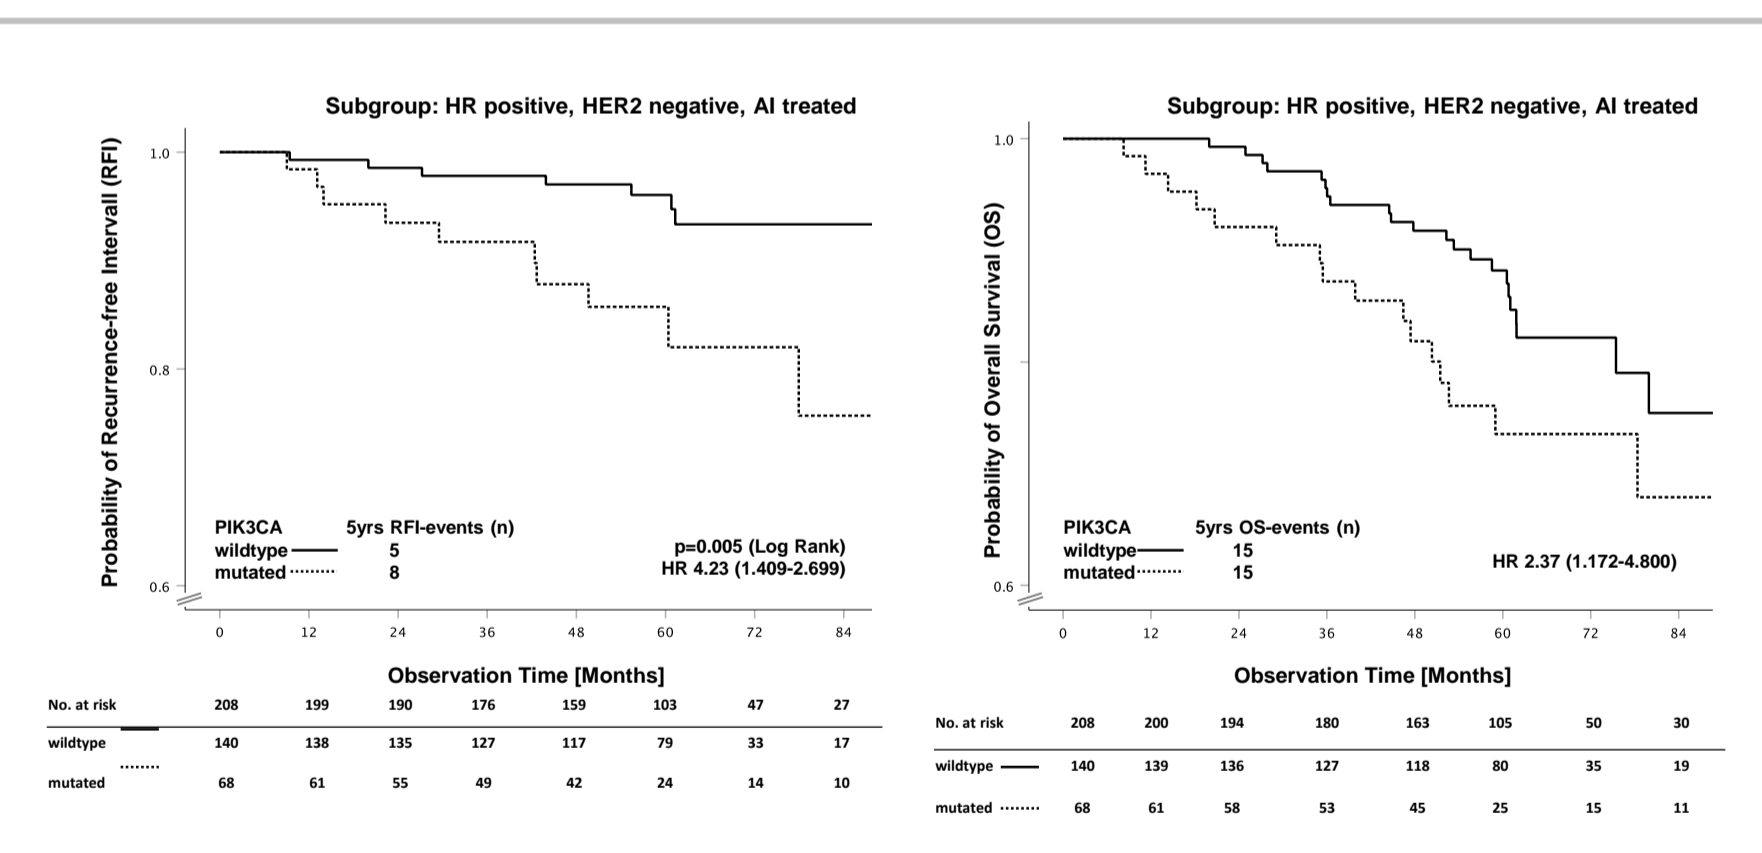 Subgroup: HR positive, HER2 negative, AI treated
Probability of Recurrence-free Intervall (RFI)
1.0
0.8
0.6
PIK3CA 5yrs RFI-events (n)
wildtype 5
mutated 8
p=0.005 (Log Rank)
HR 4.23 (1.409-2.699)
0 12 24 36 48 60 72 84
Observation Time [Months]
No. at risk 208 199 190 176 159 103 47 27
wildtype 140 138 135 127 117 79 33 17
mutated 68 61 55 49 42 24 14 10
Subgroup: HR positive, HER2 negative, AI treated
Probability of Overall Survival (OS)
1.0
0.6
PIK3CA 5yrs OS-events (n)
wildtype 15
mutated 15
HR 2.37 (1.172-4.800)
0 12 24 36 48 60 72 84
Observation Time [Months]
No. at risk 208 200 194 180 163 105 50 30
wildtype 140 139 136 127 118 80 35 19
mutated 68 61 58 53 45 25 15 11